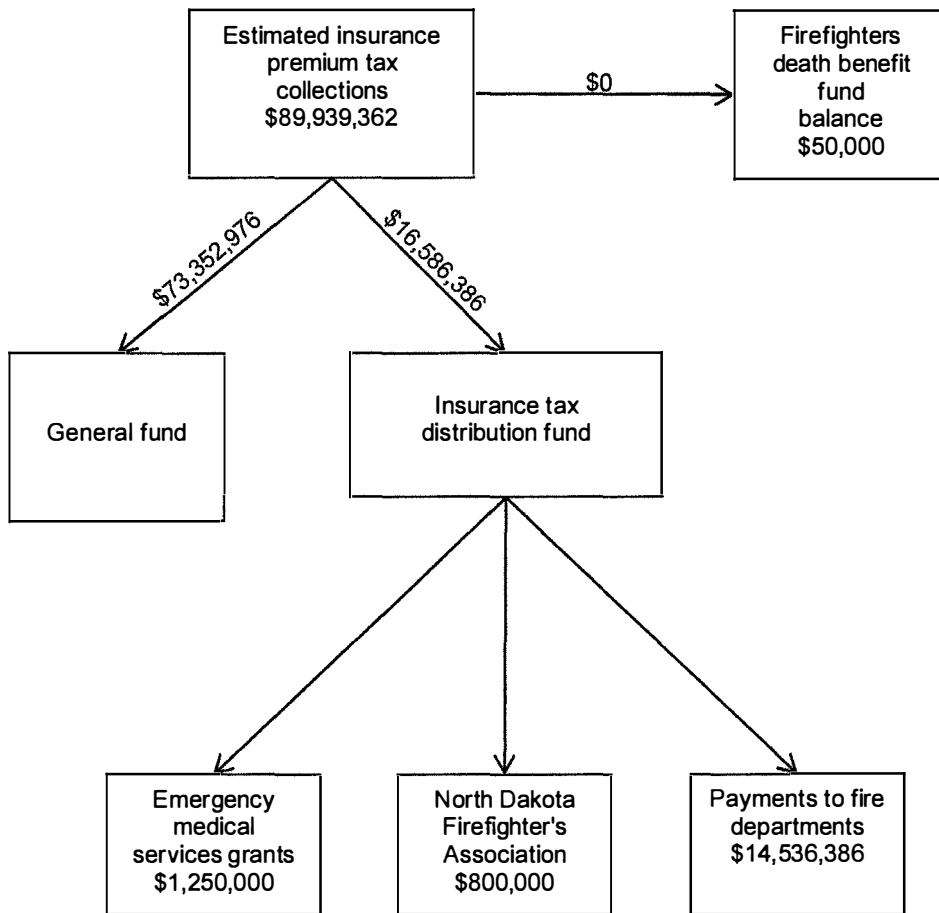 Estimated insurance
premium tax
collections
$89,939,362
$0
Firefighters
death benefit
fund
balance
$50,000
$73,352,976
$16,586,386
General fund
Insurance tax
distribution fund
Emergency
medical
services grants
$1,250,000
North Dakota
Firefighter's
Association
$800,000
Payments to fire
departments
$14,536,386